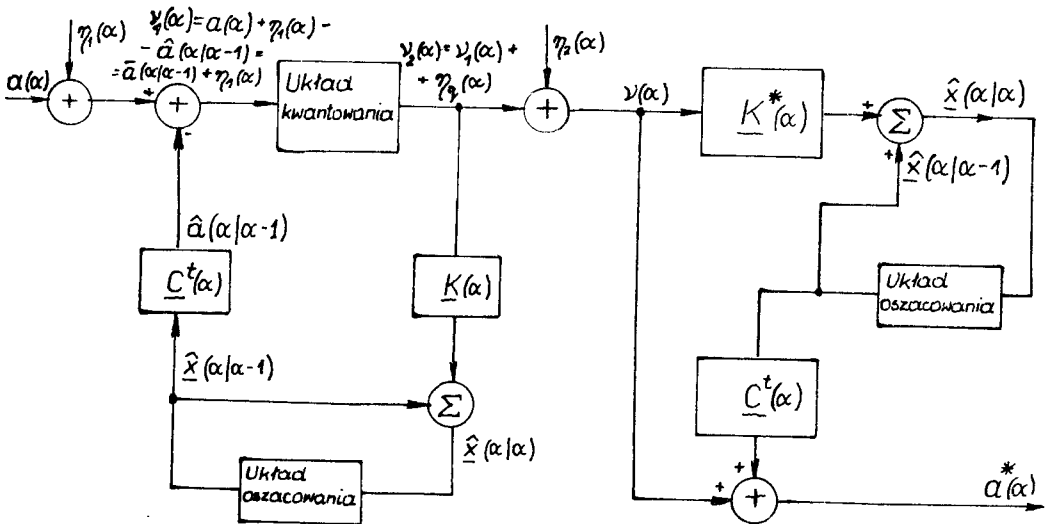 η₁(α)
ν₁(α)=a(α)+η₁(α)-
- â(α|α-1)=
=ā(α|α-1)+η₁(α)
a(α)
+
+
+
-
Układ
kwantowania
ν₂(α)=ν₁(α)+
+ η_q(α)
η₂(α)
+
ν(α)
K*(α)
+
Σ
+
x̂(α|α)
x̂(α|α-1)
â(α|α-1)
Cᵗ(α)
K(α)
Układ
oszacowania
x̂(α|α-1)
Σ
x̂(α|α)
Cᵗ(α)
Układ
oszacowania
+
+
+
a*(α)